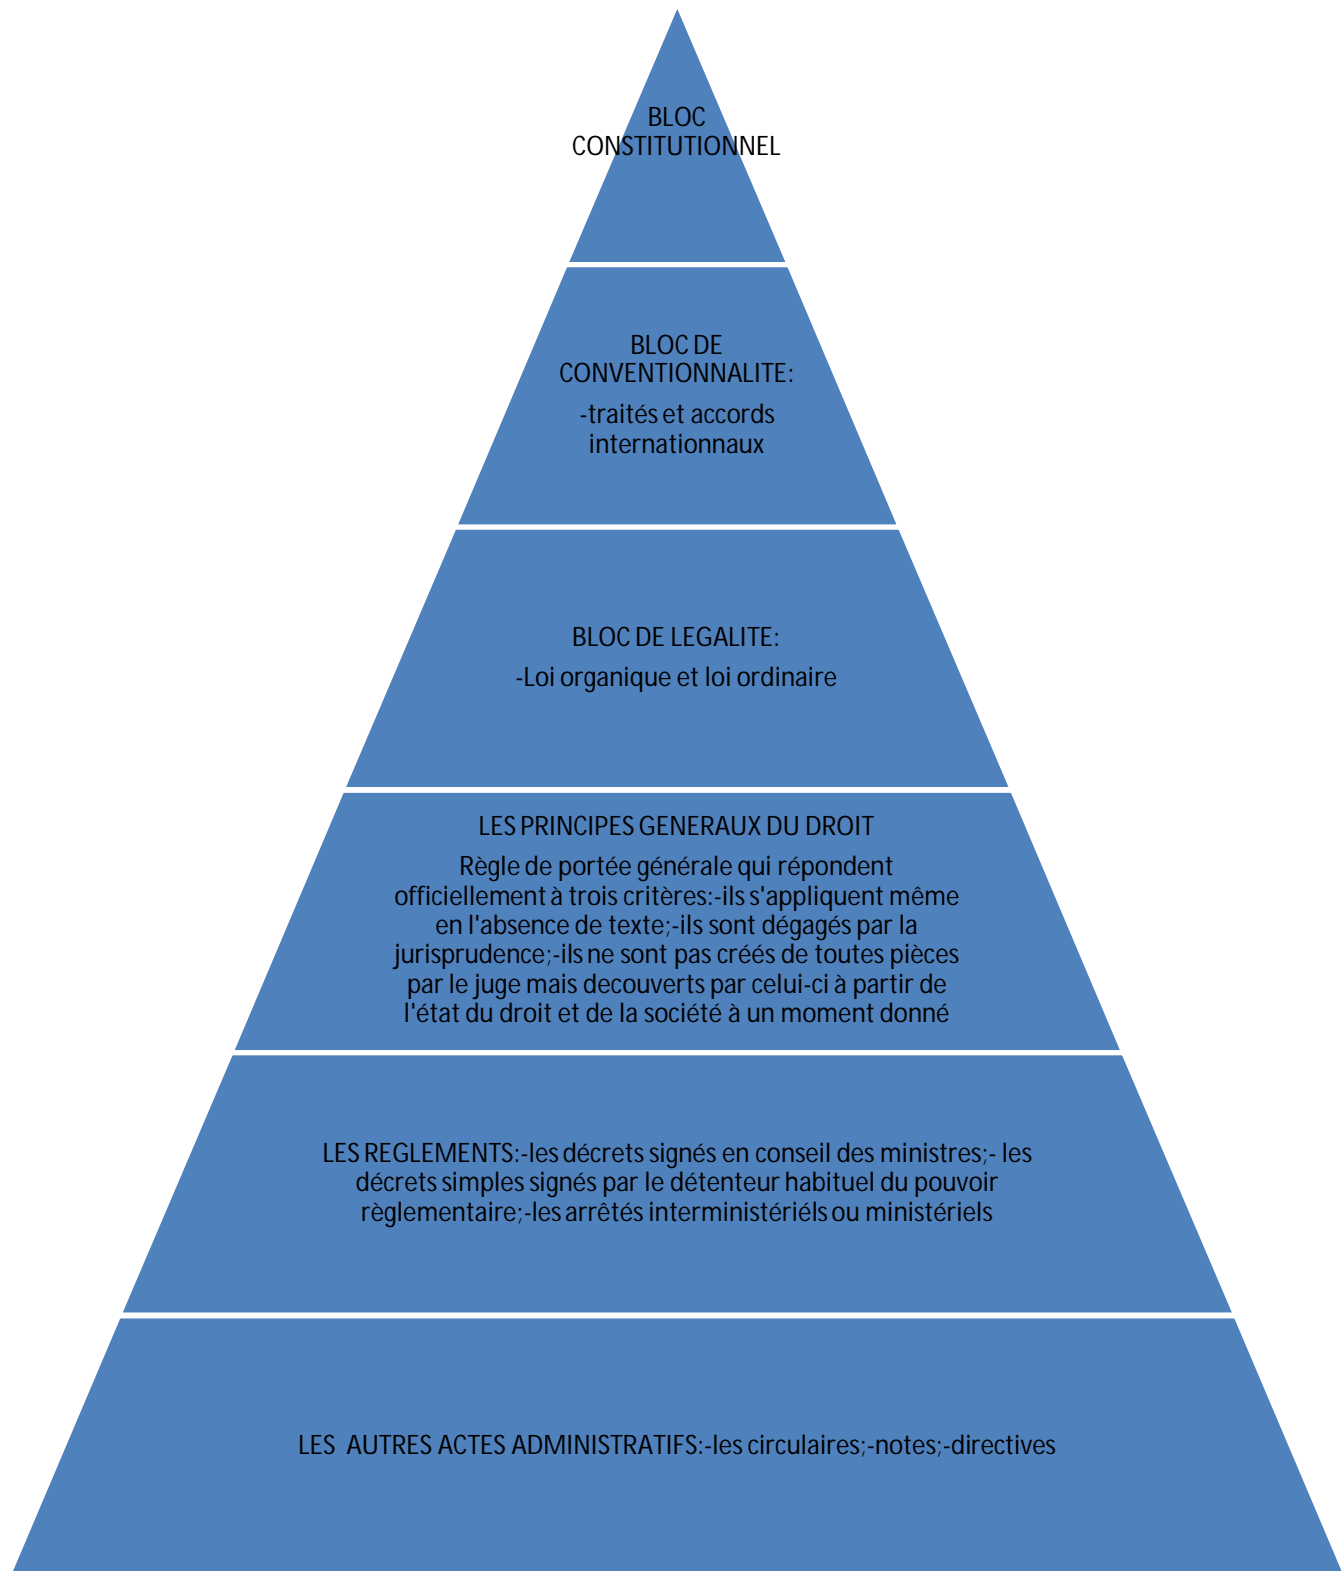 BLOC
CONSTITUTIONNEL
BLOC DE
CONVENTIONNALITE:
-traités et accords
internationnaux
BLOC DE LEGALITE:
-Loi organique et loi ordinaire
LES PRINCIPES GENERAUX DU DROIT
Règle de portée générale qui répondent
officiellement à trois critères:-ils s'appliquent même
en l'absence de texte;-ils sont dégagés par la
jurisprudence;-ils ne sont pas créés de toutes pièces
par le juge mais decouverts par celui-ci à partir de
l'état du droit et de la société à un moment donné
LES REGLEMENTS:-les décrets signés en conseil des ministres;- les
décrets simples signés par le détenteur habituel du pouvoir
règlementaire;-les arrêtés interministériéls ou ministériels
LES AUTRES ACTES ADMINISTRATIFS:-les circulaires;-notes;-directives